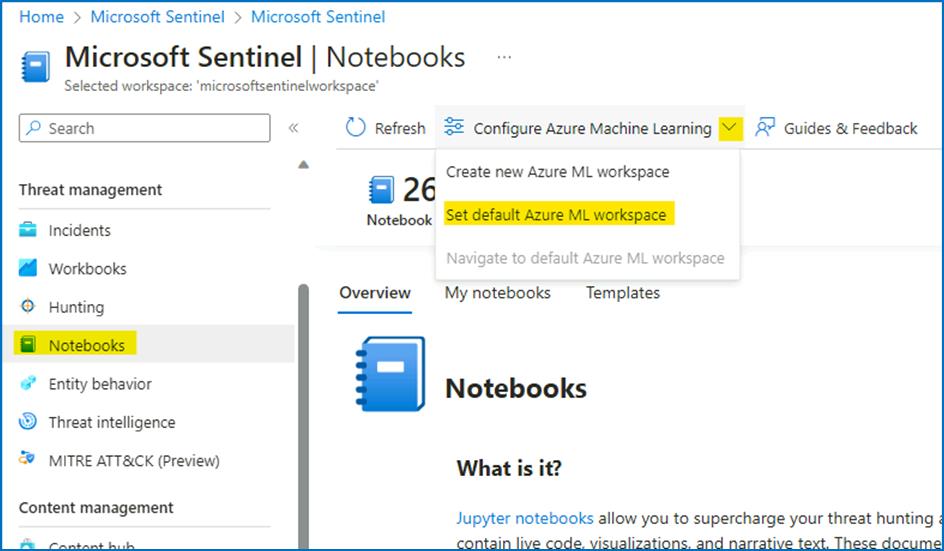 Home > Microsoft Sentinel > Microsoft Sentinel
Microsoft Sentinel | Notebooks ...
Selected workspace: 'microsoftsentinelworkspace'
Search «
Refresh Configure Azure Machine Learning Guides & Feedback
Create new Azure ML workspace
Set default Azure ML workspace
Navigate to default Azure ML workspace
26
Notebook
Threat management
Incidents
Workbooks
Hunting
Notebooks
Entity behavior
Threat intelligence
MITRE ATT&CK (Preview)
Content management
Content hub
Overview My notebooks Templates
Notebooks
What is it?
Jupyter notebooks allow you to supercharge your threat hunting
contain live code, visualizations, and narrative text. These